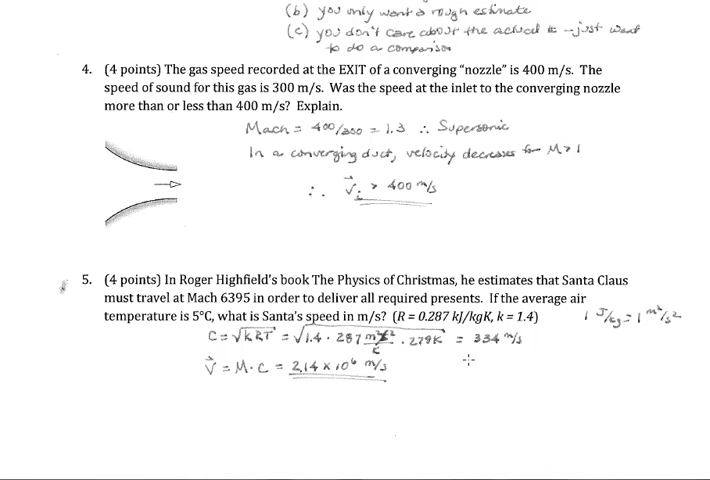 (b) you only want a rough estimate
(c) you don't care about the actual # - just want
to do a comparison
4. (4 points) The gas speed recorded at the EXIT of a converging "nozzle" is 400 m/s. The
speed of sound for this gas is 300 m/s. Was the speed at the inlet to the converging nozzle
more than or less than 400 m/s? Explain.
Mach = 400/300 = 1.3 ∴ Supersonic
In a converging duct, velocity decreases for M > 1
∴ V⃗i > 400 m/s
5. (4 points) In Roger Highfield's book The Physics of Christmas, he estimates that Santa Claus
must travel at Mach 6395 in order to deliver all required presents. If the average air
temperature is 5°C, what is Santa's speed in m/s? (R = 0.287 kJ/kgK, k = 1.4)
1 J/kg = 1 m²/s²
C = √kRT = √1.4 · 287 m²/s²/K · 279K = 334 m/s
V⃗ = M·C = 2.14 x 10⁶ m/s